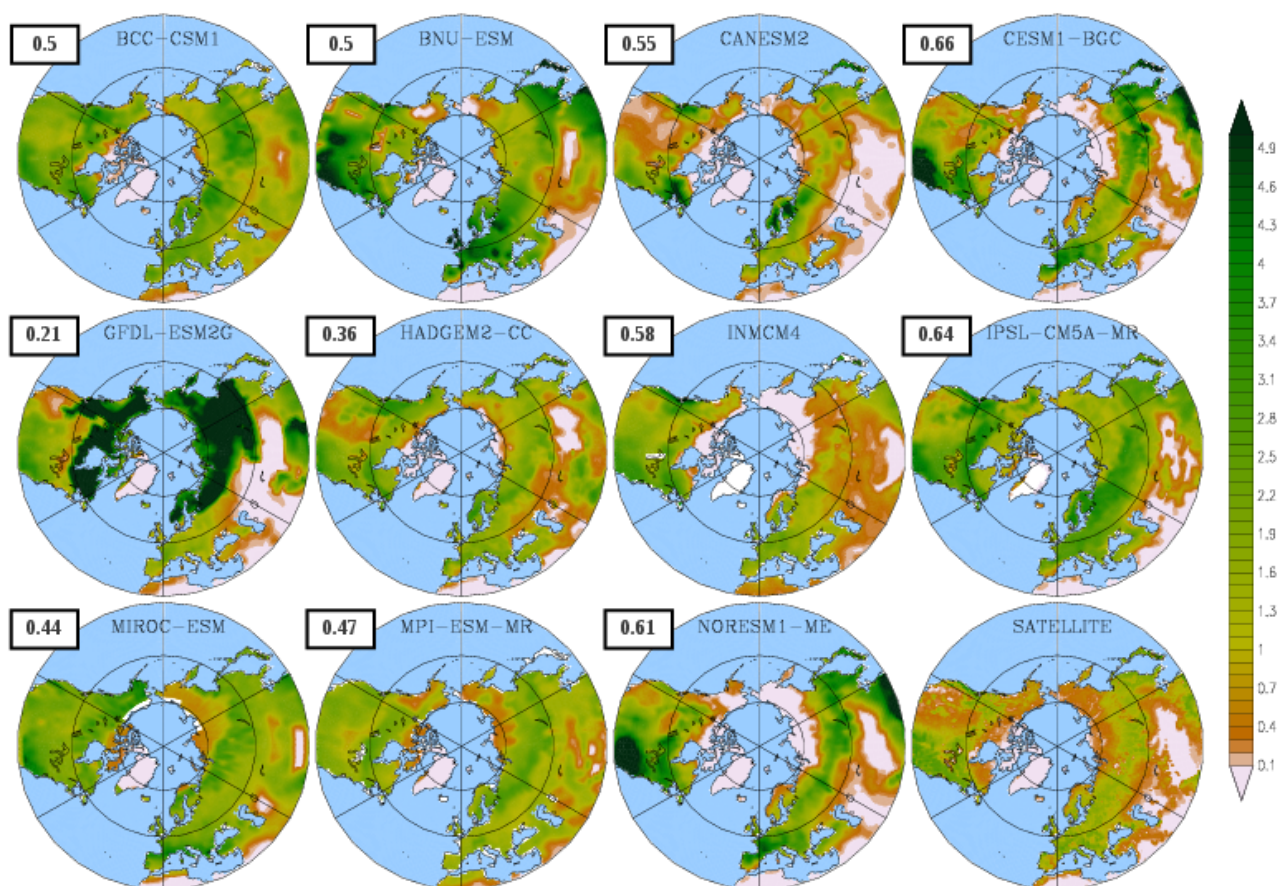 0.5 BCC-CSM1
0.5 BNU-ESM
0.55 CANESM2
0.66 CESM1-BGC
0.21 GFDL-ESM2G
0.36 HADGEM2-CC
0.58 INMCM4
0.64 IPSL-CM5A-MR
0.44 MIROC-ESM
0.47 MPI-ESM-MR
0.61 NORESM1-ME
SATELLITE
4.9
4.6
4.3
4
3.7
3.4
3.1
2.8
2.5
2.2
1.9
1.6
1.3
1
0.7
0.4
0.1